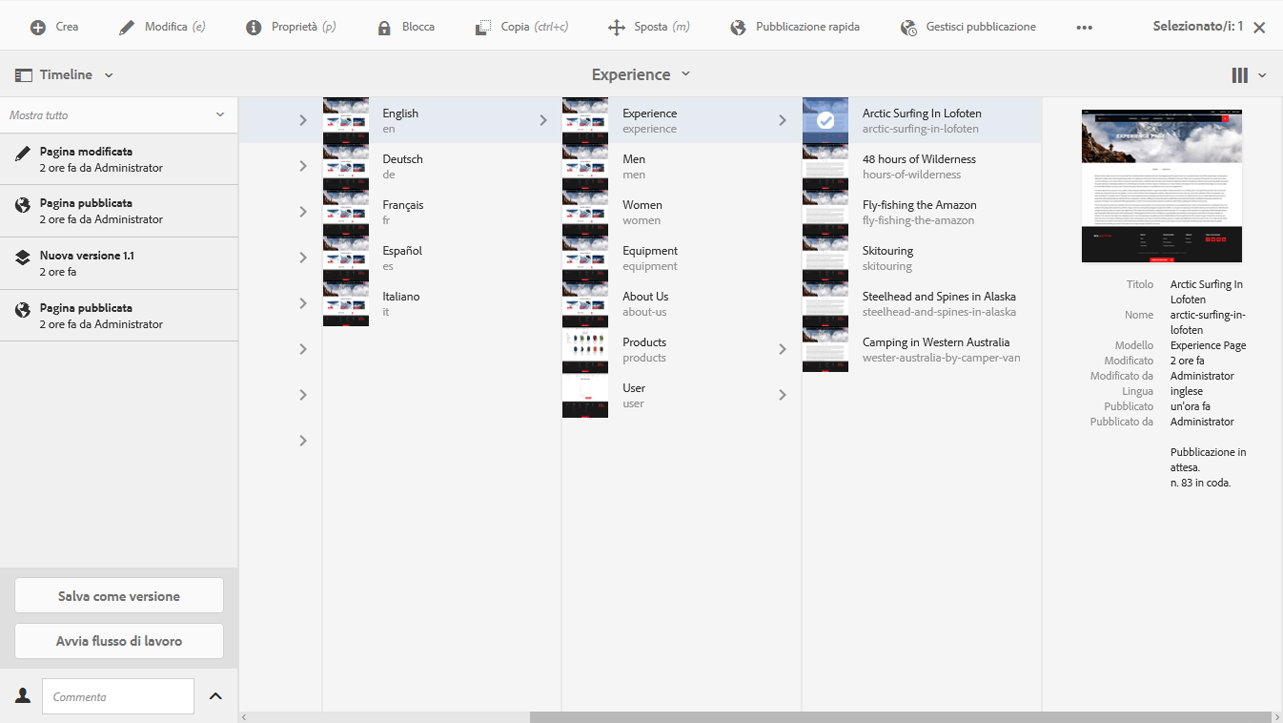 Crea
Modifica (e)
Proprietà (p)
Blocca
Copia (ctrl+c)
Sposta (m)
Pubblicazione rapida
Gestisci pubblicazione
Selezionato/i: 1
Timeline
Experience
Mostra tutto
Pagina modificata
2 ore fa da Administrator
Pagina pubblicata
2 ore fa da Administrator
Nuova versione 1.1
2 ore fa
Pagina pubblicata
2 ore fa da Administrator
Salva come versione
Avvia flusso di lavoro
Commenta
English
en
Deutsch
de
Français
fr
Español
es
Italiano
it
Experience
experience
Men
men
Women
women
Equipment
equipment
About Us
about-us
Products
products
User
user
Arctic Surfing In Lofoten
arctic-surfing-in-lofoten
48 hours of Wilderness
hours-of-wilderness
Fly-fishing the Amazon
fly-fishing-the-amazon
Skitouring
skitouring
Steelhead and Spines in Alaska
steelhead-and-spines-in-alaska
Camping in Western Australia
wester-australia-by-camper-van
EXPERIENCE PAGE
Titolo Arctic Surfing In
Lofoten
Nome arctic-surfing-in-
lofoten
Modello Experience Page
Modificato 2 ore fa
Modificato da Administrator
Lingua inglese
Pubblicato un'ora fa
Pubblicato da Administrator
Pubblicazione in
attesa.
n. 83 in coda.